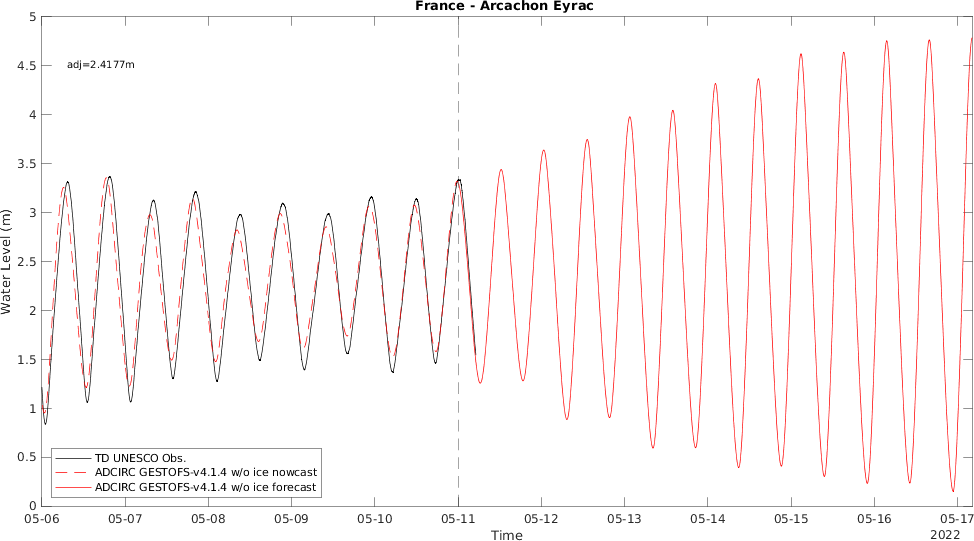 France - Arcachon Eyrac
5
4.5
4
3.5
3
2.5
2
1.5
1
0.5
0
Water Level (m)
adj=2.4177m
TD UNESCO Obs.
ADCIRC GESTOFS-v4.1.4 w/o ice nowcast
ADCIRC GESTOFS-v4.1.4 w/o ice forecast
05-06 05-07 05-08 05-09 05-10 05-11 05-12 05-13 05-14 05-15 05-16 05-17
Time
2022